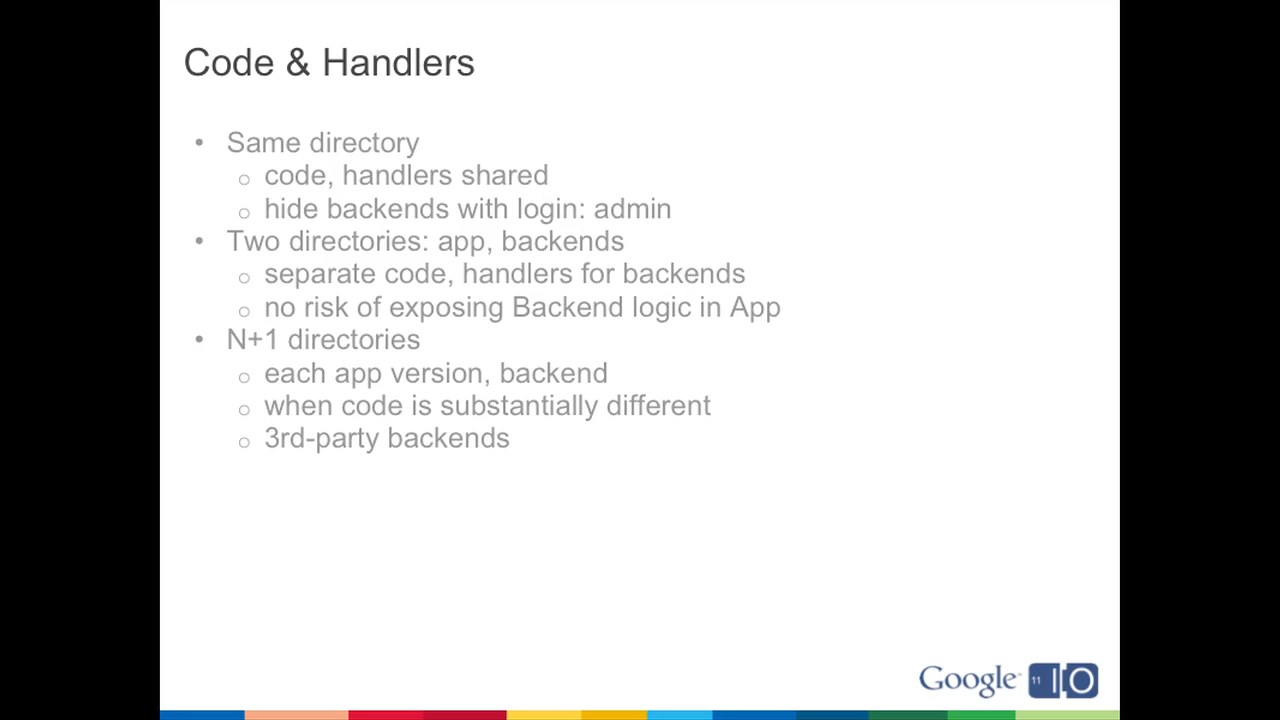 Code & Handlers
• Same directory
o code, handlers shared
o hide backends with login: admin
• Two directories: app, backends
o separate code, handlers for backends
o no risk of exposing Backend logic in App
• N+1 directories
o each app version, backend
o when code is substantially different
o 3rd-party backends
Google 11 IO